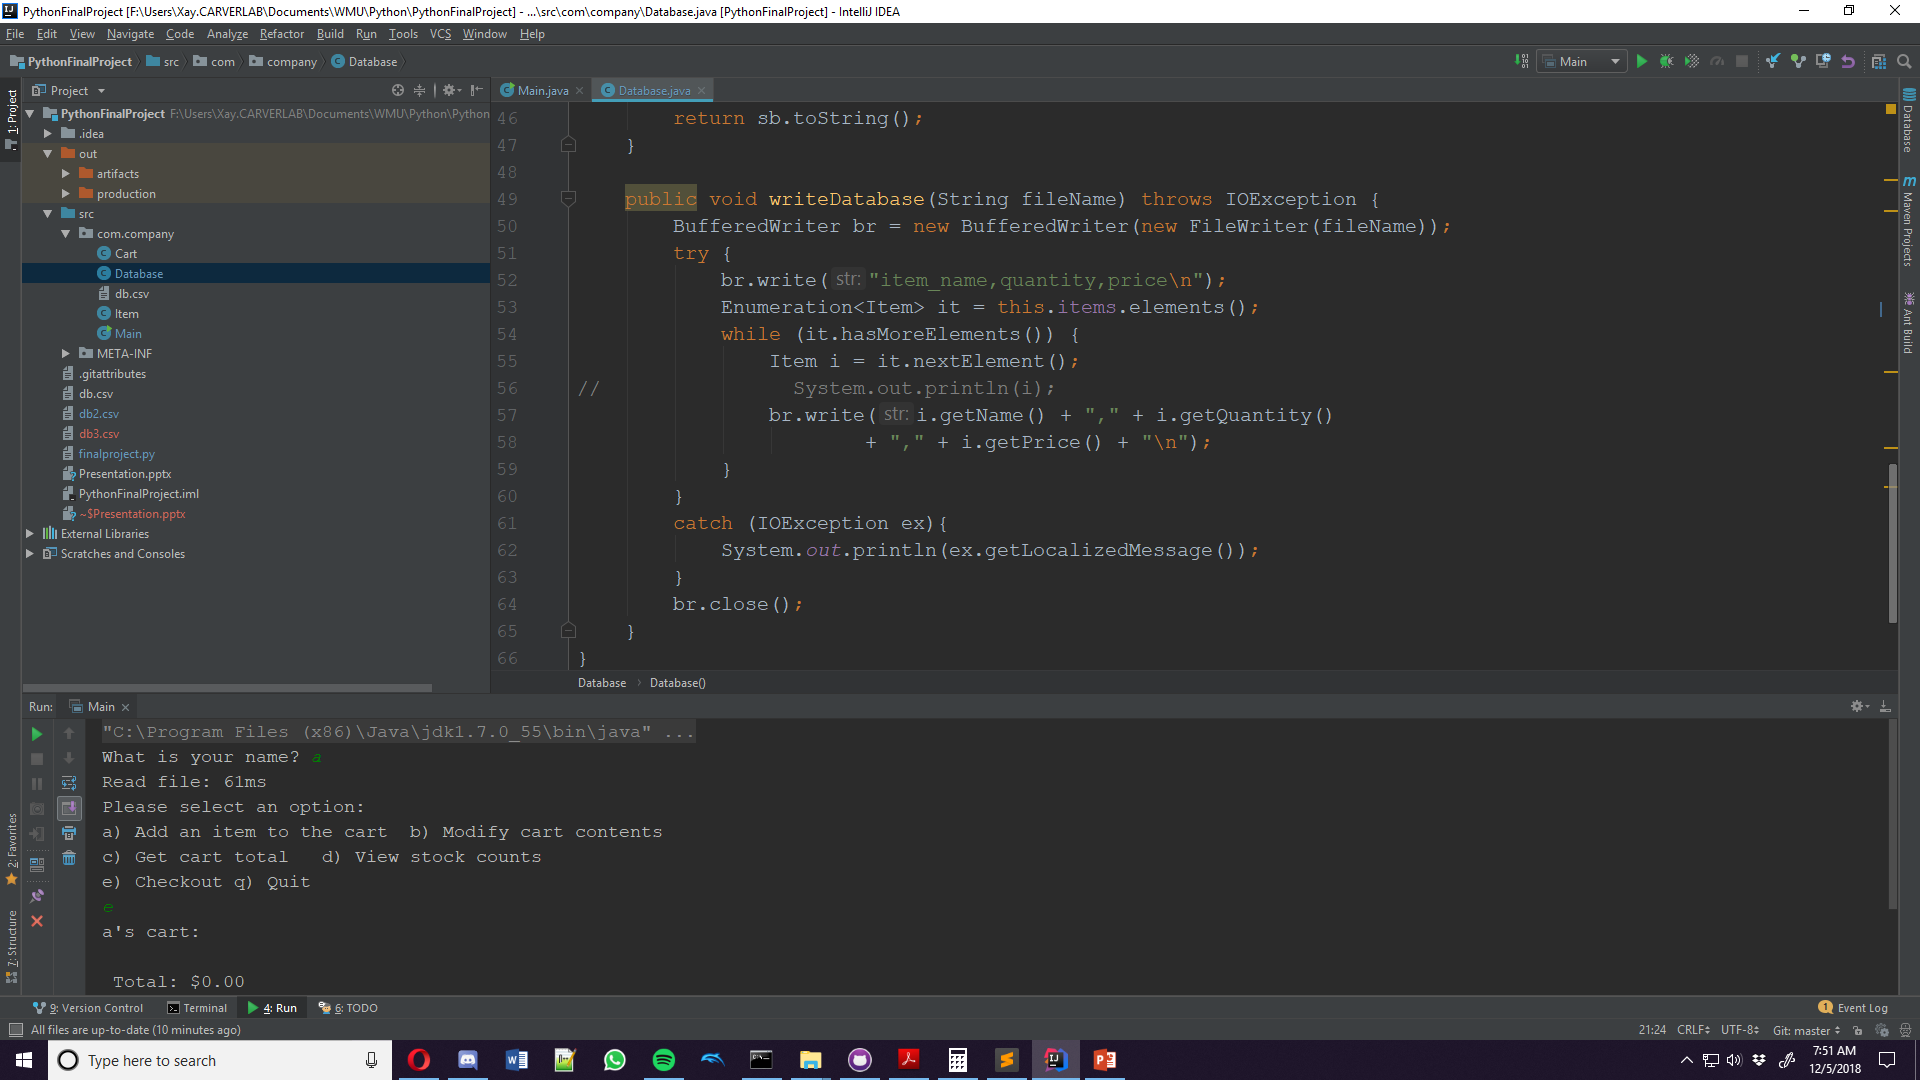 PythonFinalProject [F:\Users\Xay.CARVERLAB\Documents\WMU\Python\PythonFinalProject] - ...\src\com\company\Database.java [PythonFinalProject] - IntelliJ IDEA
File Edit View Navigate Code Analyze Refactor Build Run Tools VCS Window Help
PythonFinalProject src com company Database Main
Project Main.java Database.java
PythonFinalProject F:\Users\Xay.CARVERLAB\Documents\WMU\Python\Python
.idea
out
artifacts
production
src
com.company
Cart
Database
db.csv
Item
Main
META-INF
.gitattributes
db.csv
db2.csv
db3.csv
finalproject.py
Presentation.pptx
PythonFinalProject.iml
~$Presentation.pptx
External Libraries
Scratches and Consoles
1: Project
2: Favorites
7: Structure
46 return sb.toString();
47 }
48
49 public void writeDatabase(String fileName) throws IOException {
50 BufferedWriter br = new BufferedWriter(new FileWriter(fileName));
51 try {
52 br.write( str: "item_name,quantity,price\n");
53 Enumeration<Item> it = this.items.elements();
54 while (it.hasMoreElements()) {
55 Item i = it.nextElement();
56 // System.out.println(i);
57 br.write( str: i.getName() + "," + i.getQuantity()
58 + "," + i.getPrice() + "\n");
59 }
60 }
61 catch (IOException ex){
62 System.out.println(ex.getLocalizedMessage());
63 }
64 br.close();
65 }
66 }
Database Database()
Database
m Maven Projects
Ant Build
Run: Main
"C:\Program Files (x86)\Java\jdk1.7.0_55\bin\java" ...
What is your name? a
Read file: 61ms
Please select an option:
a) Add an item to the cart b) Modify cart contents
c) Get cart total d) View stock counts
e) Checkout q) Quit
e
a's cart:
Total: $0.00
9: Version Control Terminal 4: Run 6: TODO 1 Event Log
All files are up-to-date (10 minutes ago) 21:24 CRLF UTF-8 Git: master
Type here to search
7:51 AM
12/5/2018